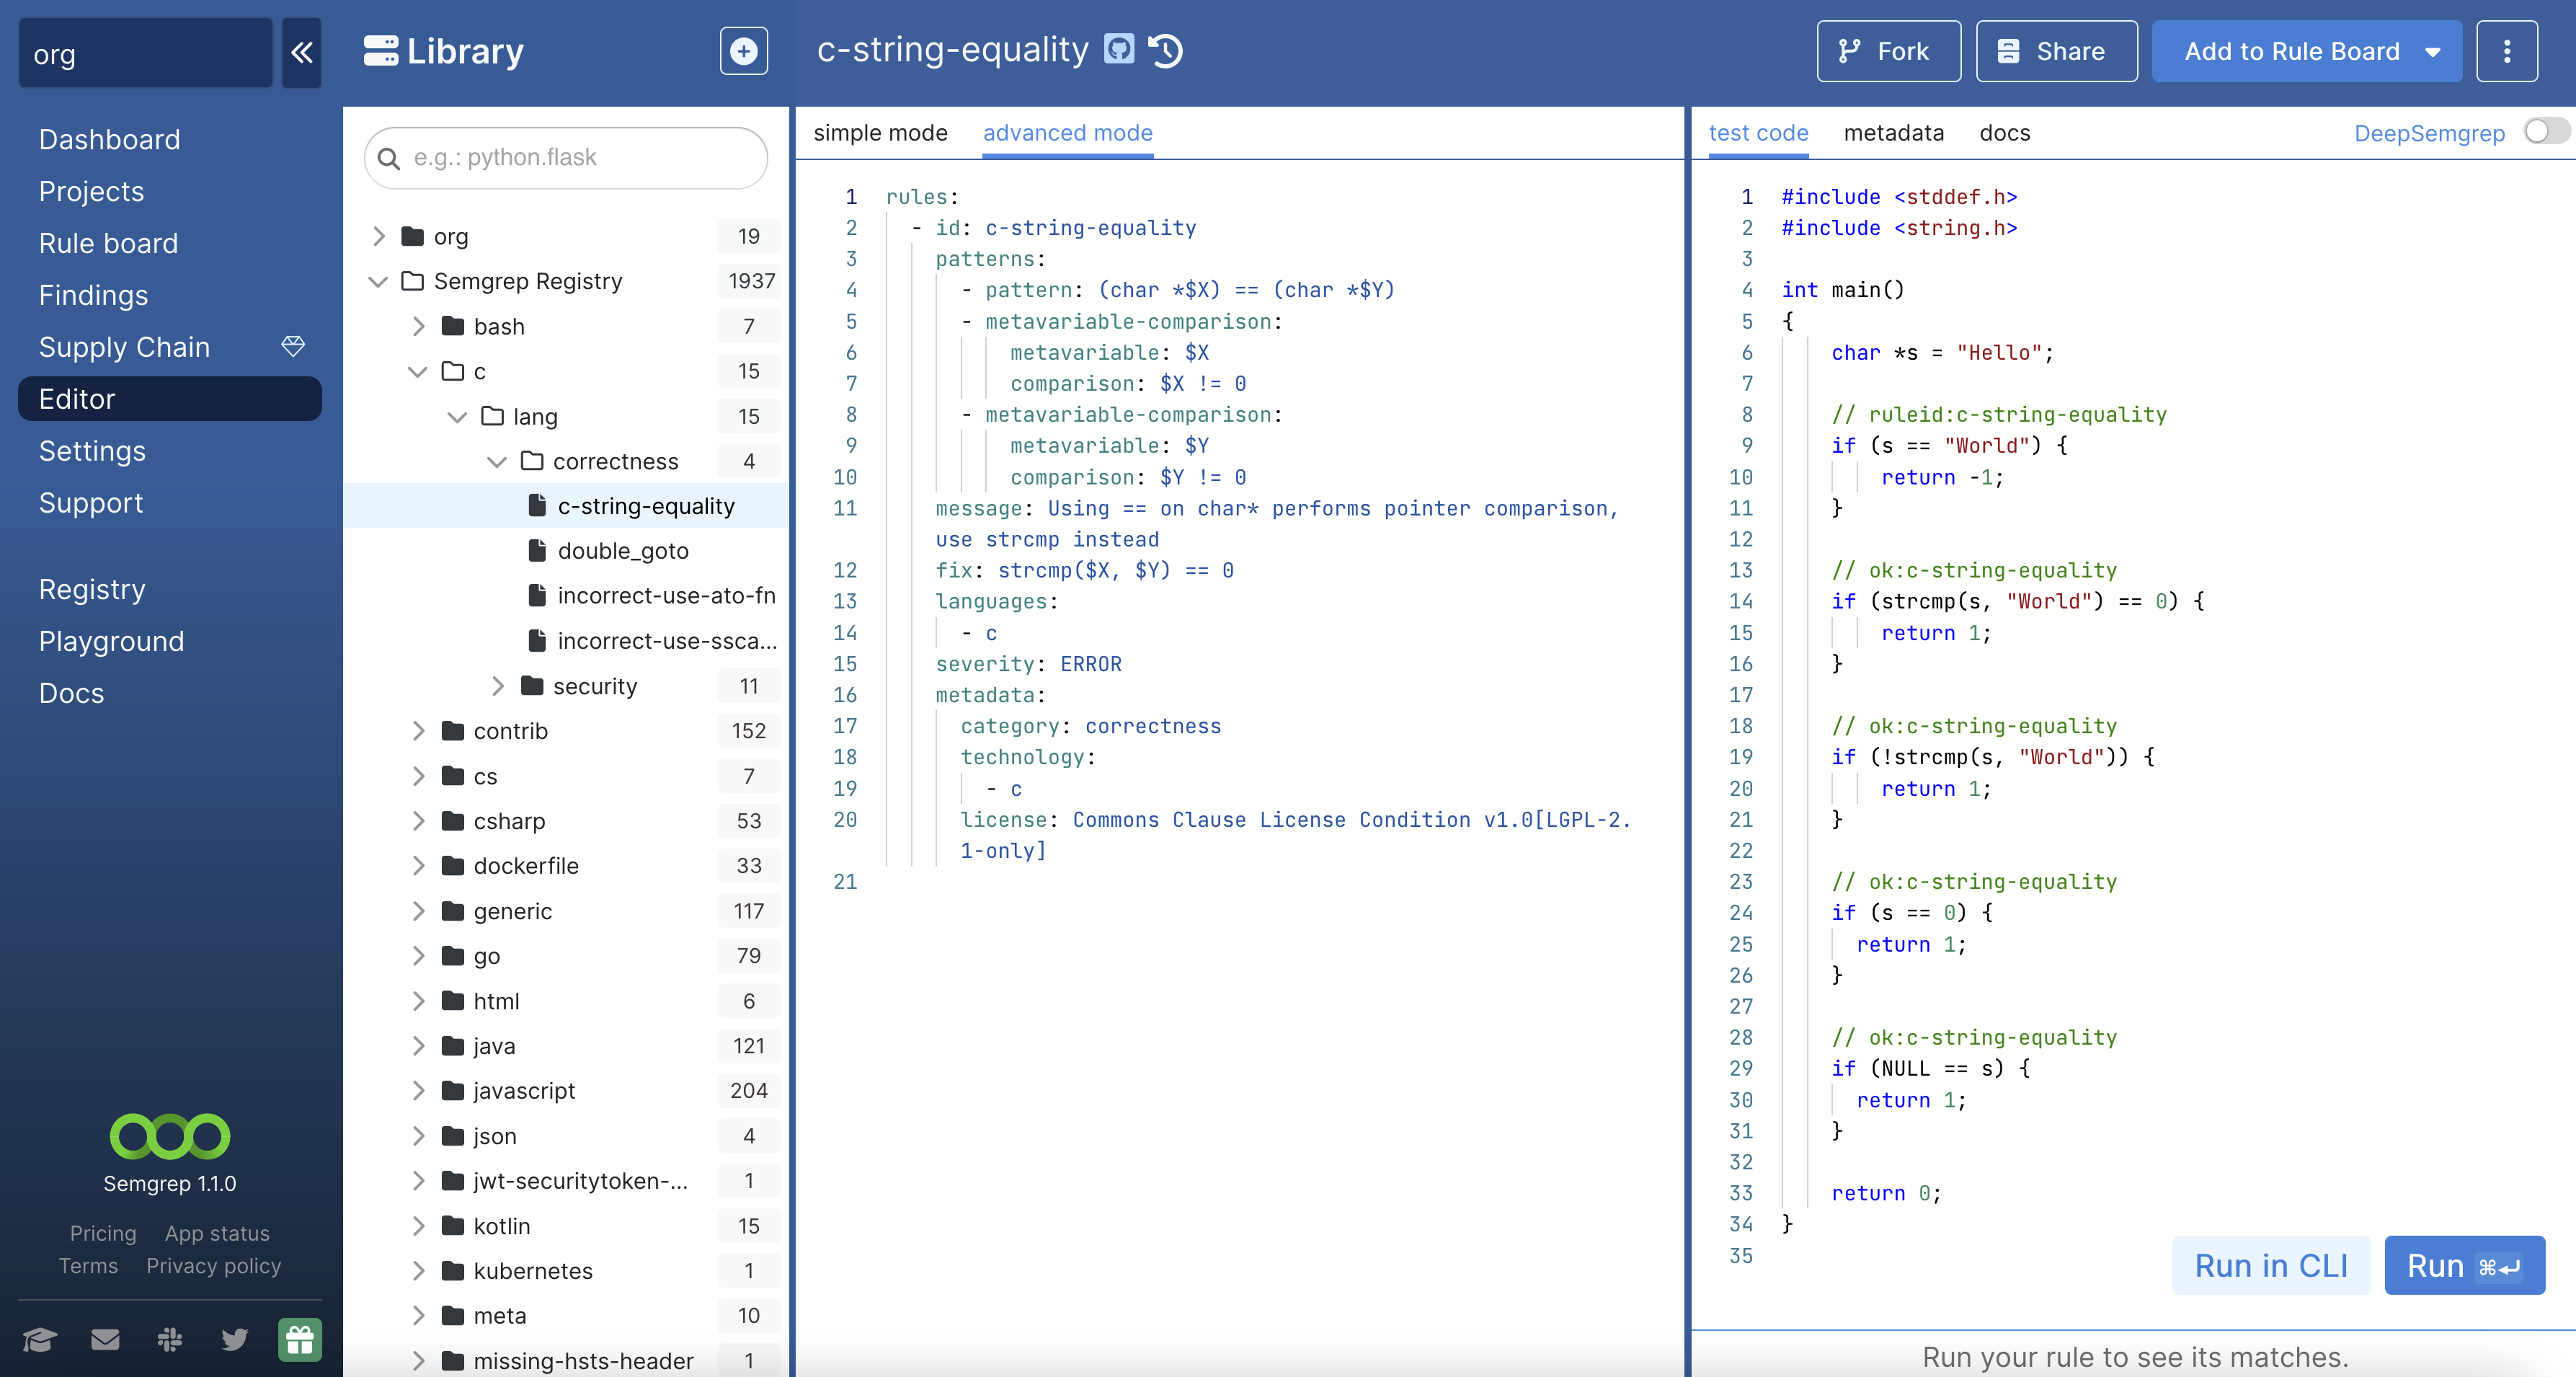 org
Dashboard
Projects
Rule board
Findings
Supply Chain
Editor
Settings
Support
Registry
Playground
Docs
Semgrep 1.1.0
Pricing App status
Terms Privacy policy
Library
e.g.: python.flask
org 19
Semgrep Registry 1937
bash 7
c 15
lang 15
correctness 4
c-string-equality
double_goto
incorrect-use-ato-fn
incorrect-use-ssca...
security 11
contrib 152
cs 7
csharp 53
dockerfile 33
generic 117
go 79
html 6
java 121
javascript 204
json 4
jwt-securitytoken-... 1
kotlin 15
kubernetes 1
meta 10
missing-hsts-header 1
c-string-equality
Fork
Share
Add to Rule Board
simple mode advanced mode
1 rules:
2 - id: c-string-equality
3 patterns:
4 - pattern: (char *$X) == (char *$Y)
5 - metavariable-comparison:
6 metavariable: $X
7 comparison: $X != 0
8 - metavariable-comparison:
9 metavariable: $Y
10 comparison: $Y != 0
11 message: Using == on char* performs pointer comparison,
use strcmp instead
12 fix: strcmp($X, $Y) == 0
13 languages:
14 - c
15 severity: ERROR
16 metadata:
17 category: correctness
18 technology:
19 - c
20 license: Commons Clause License Condition v1.0[LGPL-2.
1-only]
21
test code metadata docs DeepSemgrep
1 #include <stddef.h>
2 #include <string.h>
3
4 int main()
5 {
6 char *s = "Hello";
7
8 // ruleid:c-string-equality
9 if (s == "World") {
10 return -1;
11 }
12
13 // ok:c-string-equality
14 if (strcmp(s, "World") == 0) {
15 return 1;
16 }
17
18 // ok:c-string-equality
19 if (!strcmp(s, "World")) {
20 return 1;
21 }
22
23 // ok:c-string-equality
24 if (s == 0) {
25 return 1;
26 }
27
28 // ok:c-string-equality
29 if (NULL == s) {
30 return 1;
31 }
32
33 return 0;
34 }
35
Run in CLI
Run ⌘↵
Run your rule to see its matches.